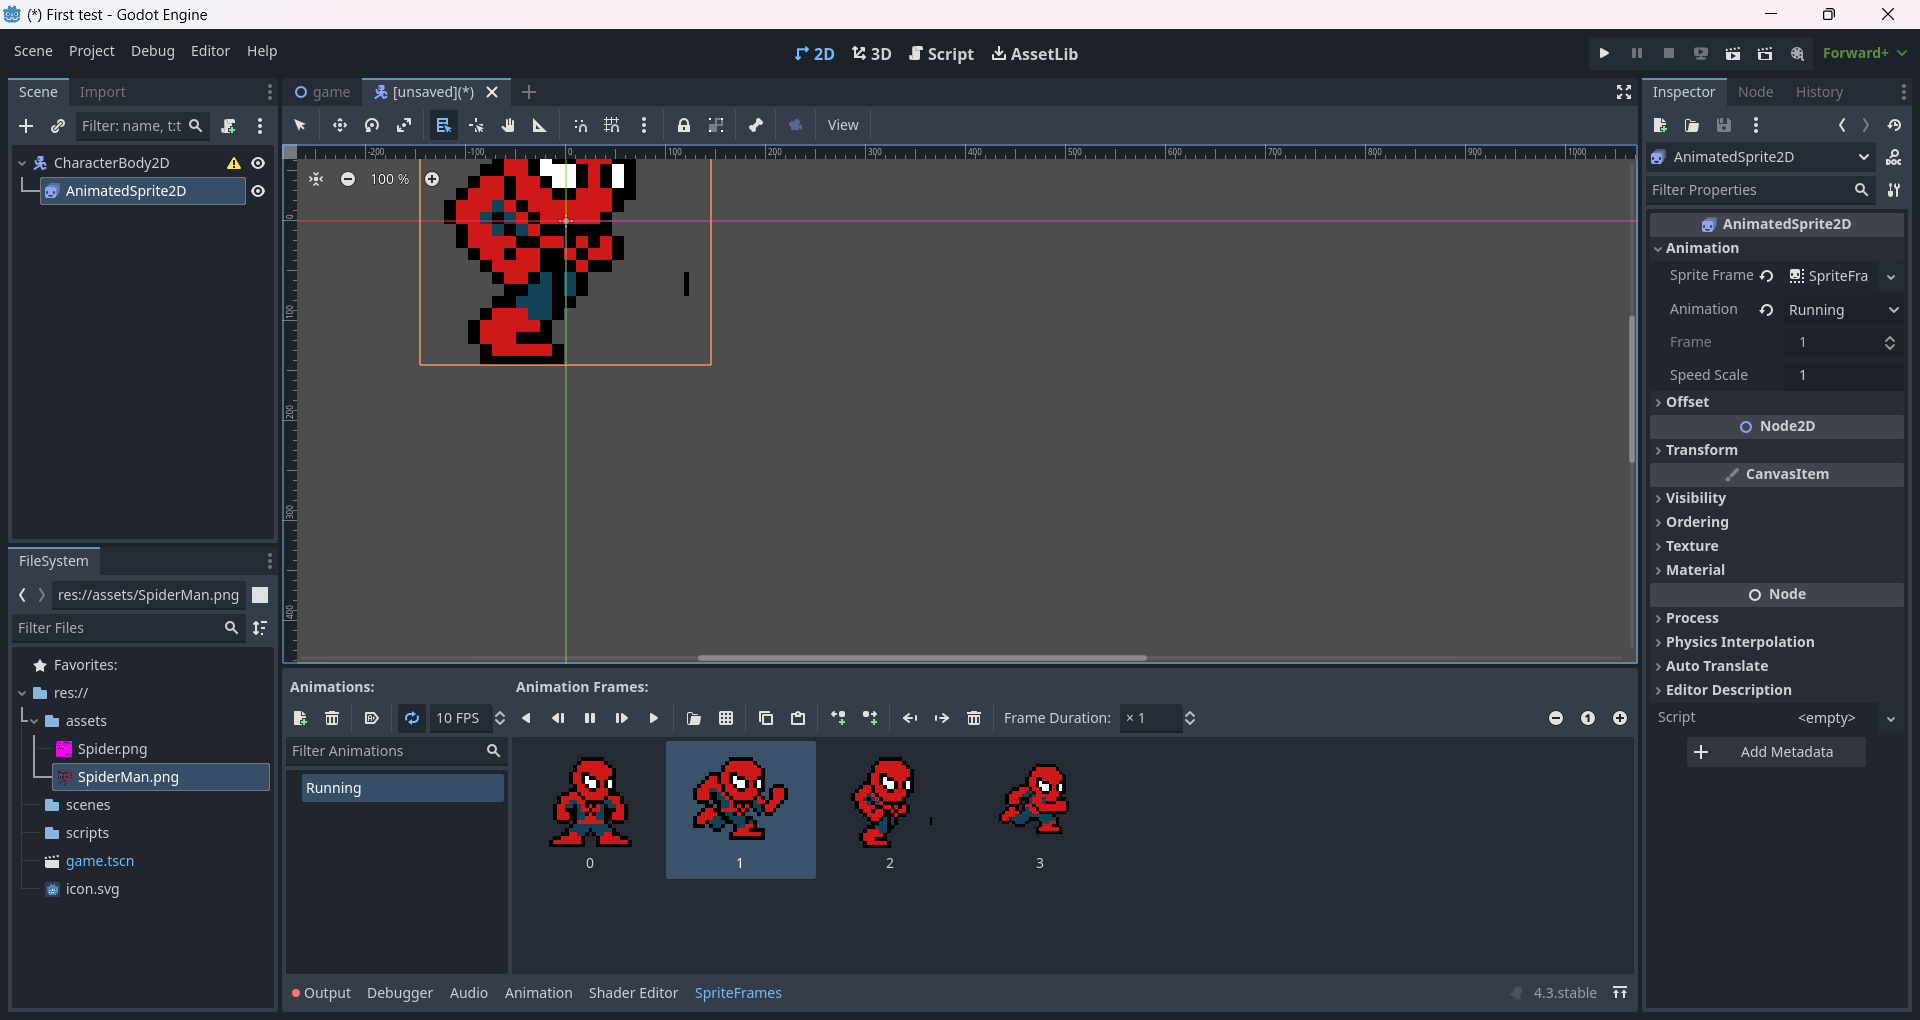 (*) First test - Godot Engine
Scene Project Debug Editor Help
2D 3D Script AssetLib
Forward+
Scene Import
game [unsaved](*)
Inspector Node History
Filter: name, t:t
View
CharacterBody2D
AnimatedSprite2D
-200 -100 0 100 200 300 400 500 600 700 800 900 1000
100 %
0
100
200
300
400
AnimatedSprite2D
Filter Properties
AnimatedSprite2D
Animation
Sprite Frame SpriteFra
Animation Running
Frame 1
Speed Scale 1
Offset
Node2D
Transform
CanvasItem
Visibility
Ordering
Texture
Material
Node
Process
Physics Interpolation
Auto Translate
Editor Description
Script <empty>
Add Metadata
FileSystem
res://assets/SpiderMan.png
Filter Files
Favorites:
res://
assets
Spider.png
SpiderMan.png
scenes
scripts
game.tscn
icon.svg
Animations: Animation Frames:
10 FPS Frame Duration: × 1
Filter Animations
Running
0 1 2 3
Output Debugger Audio Animation Shader Editor SpriteFrames
4.3.stable